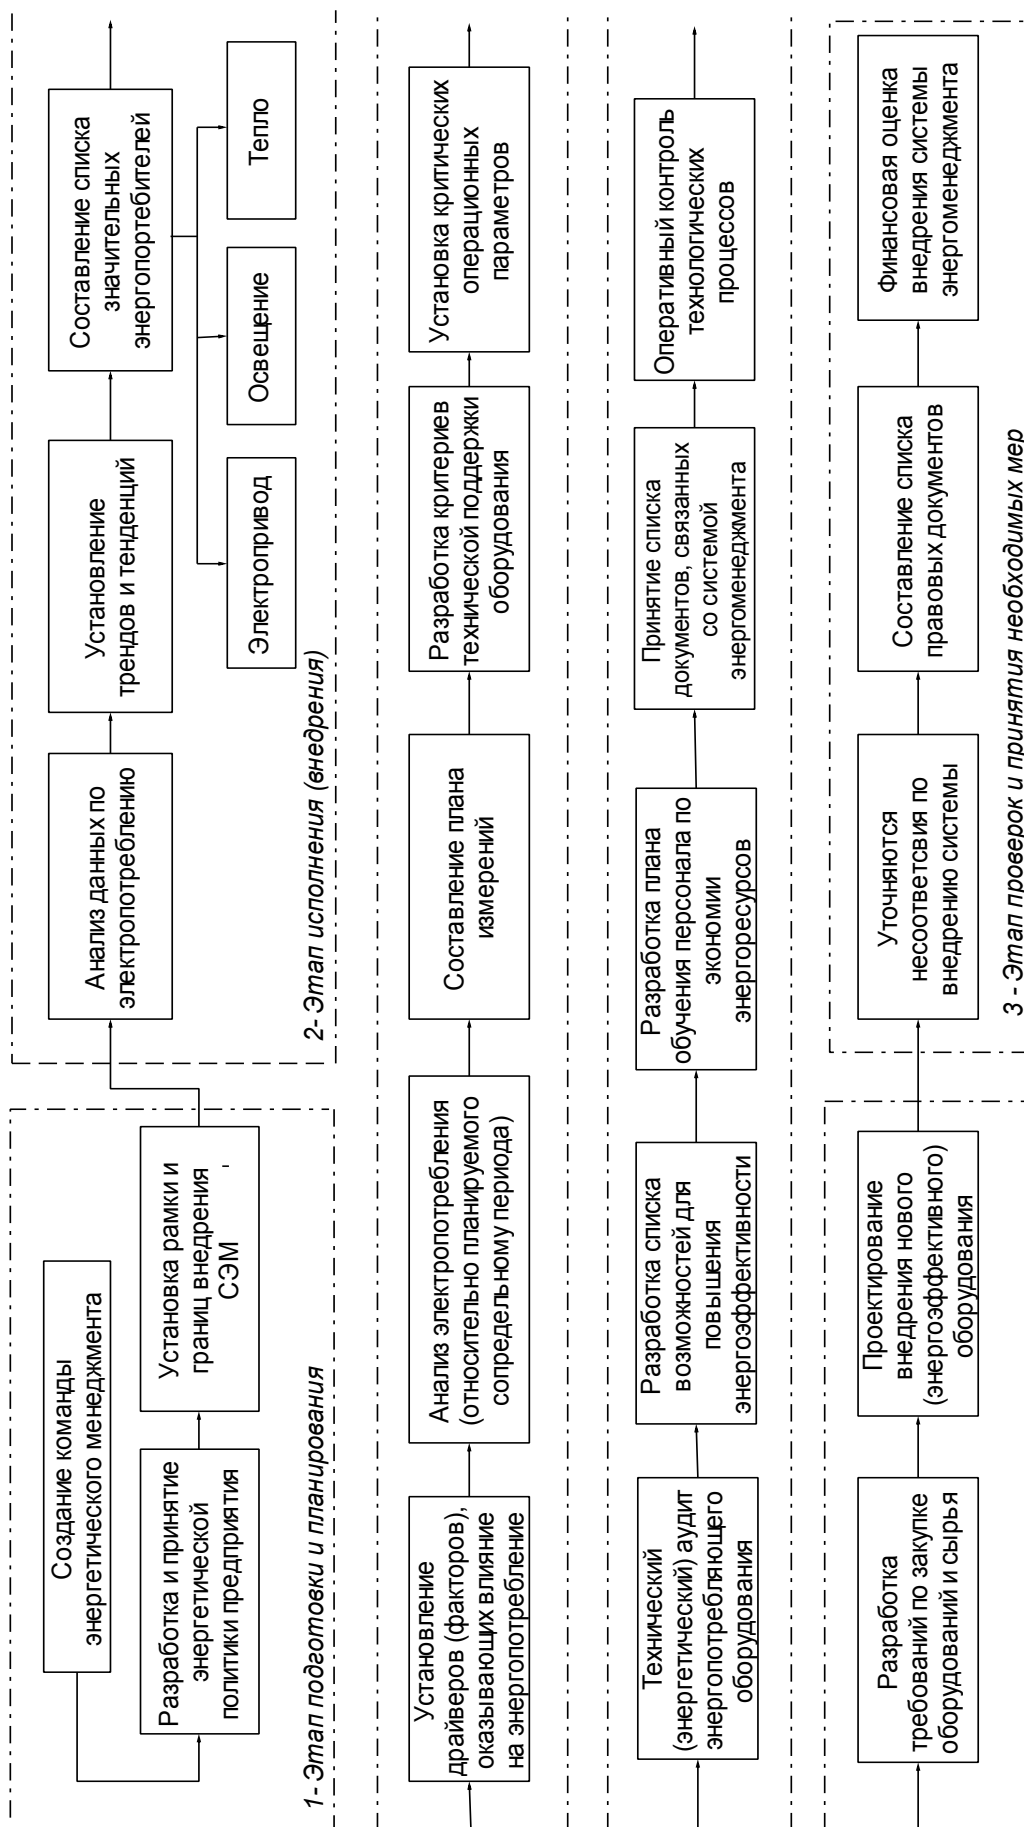 Создание команды
энергетического менеджмента
Разработка и принятие
энергетической
политики предприятия
Установка рамки и
границ внедрения
СЭМ
1- Этап подготовки и планирования
Анализ данных по
электропотреблению
Установление
трендов и тенденций
Составление списка
значительных
энергопортебителей
Электропривод
Освещение
Тепло
2- Этап исполнения (внедрения)
Установление
драйверов (факторов),
оказывающих влияние
на энергопотребление
Анализ электропотребления
(относительно планируемого
сопредельному периода)
Составление плана
измерений
Разработка критериев
технической поддержки
оборудования
Установка критических
операционных
параметров
Технический
(энергетический) аудит
энергопотребляющего
оборудования
Разработка списка
возможностей для
повышения
энергоэффективности
Разработка плана
обучения персонала по
экономии
энергоресурсов
Принятие списка
документов, связанных
со системой
энергоменеджмента
Оперативный контроль
технологических
процессов
Разработка
требований по закупке
оборудований и сырья
Проектирование
внедрения нового
(энергоэффективного)
оборудования
Уточняются
несоответсвия по
внедрению системы
Составление списка
правовых документов
Финансовая оценка
внедрения системы
энергоменеджмента
3 - Этап проверок и принятия необходимых мер